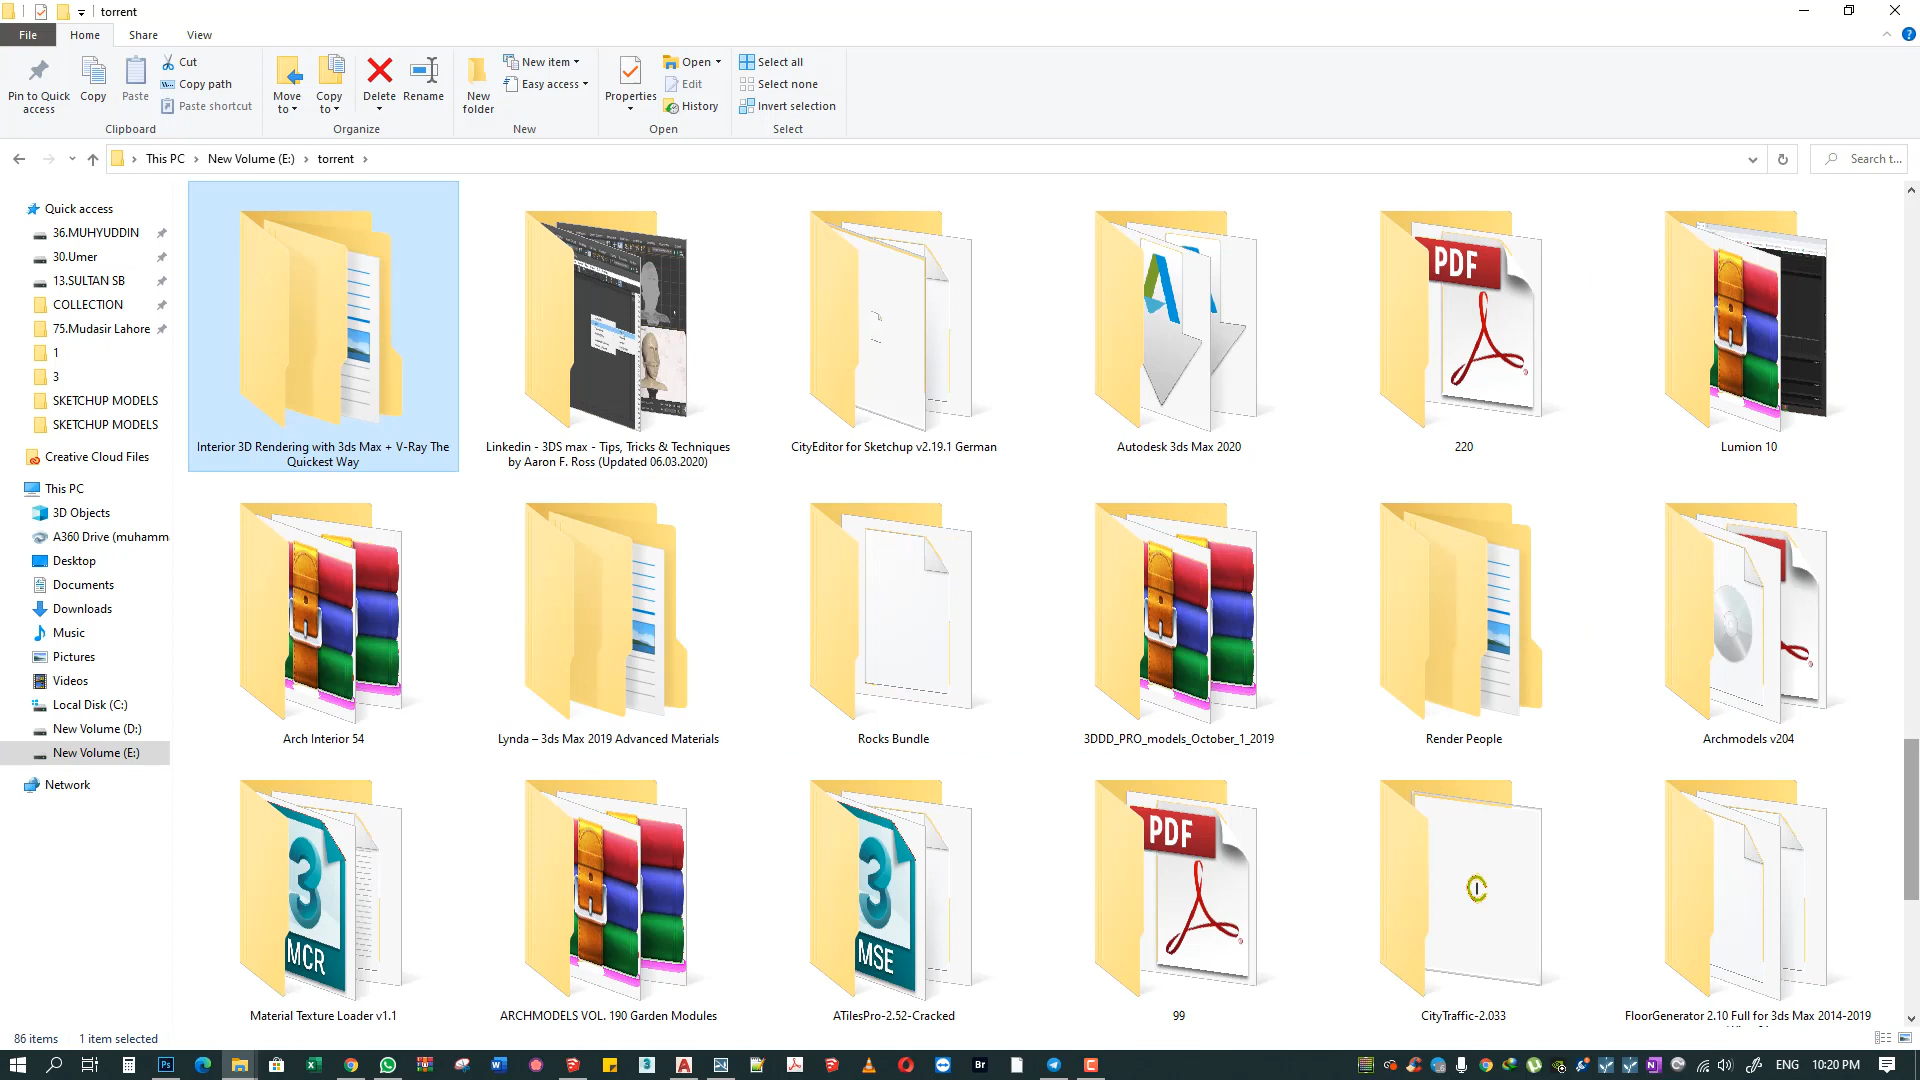 torrent
File
Home
Share
View
Pin to Quick access
Copy
Paste
Cut
Copy path
Paste shortcut
Clipboard
Move to
Copy to
Delete
Rename
Organize
New folder
New item
Easy access
New
Properties
Open
Edit
History
Open
Select all
Select none
Invert selection
Select
This PC
New Volume (E:)
torrent
Search t...
Quick access
36.MUHYUDDIN
30.Umer
13.SULTAN SB
COLLECTION
75.Mudasir Lahore
1
3
SKETCHUP MODELS
SKETCHUP MODELS
Creative Cloud Files
This PC
3D Objects
A360 Drive (muhamm
Desktop
Documents
Downloads
Music
Pictures
Videos
Local Disk (C:)
New Volume (D:)
New Volume (E:)
Network
Interior 3D Rendering with 3ds Max + V-Ray The
Quickest Way
Linkedin - 3DS max - Tips, Tricks & Techniques
by Aaron F. Ross (Updated 06.03.2020)
CityEditor for Sketchup v2.19.1 German
Autodesk 3ds Max 2020
PDF
220
Lumion 10
Arch Interior 54
Lynda – 3ds Max 2019 Advanced Materials
Rocks Bundle
3DDD_PRO_models_October_1_2019
Render People
Archmodels v204
3
MCR
Material Texture Loader v1.1
ARCHMODELS VOL. 190 Garden Modules
3
MSE
ATilesPro-2.52-Cracked
PDF
99
CityTraffic-2.033
FloorGenerator 2.10 Full for 3ds Max 2014-2019
86 items
1 item selected
Ps
Br
ENG
10:20 PM